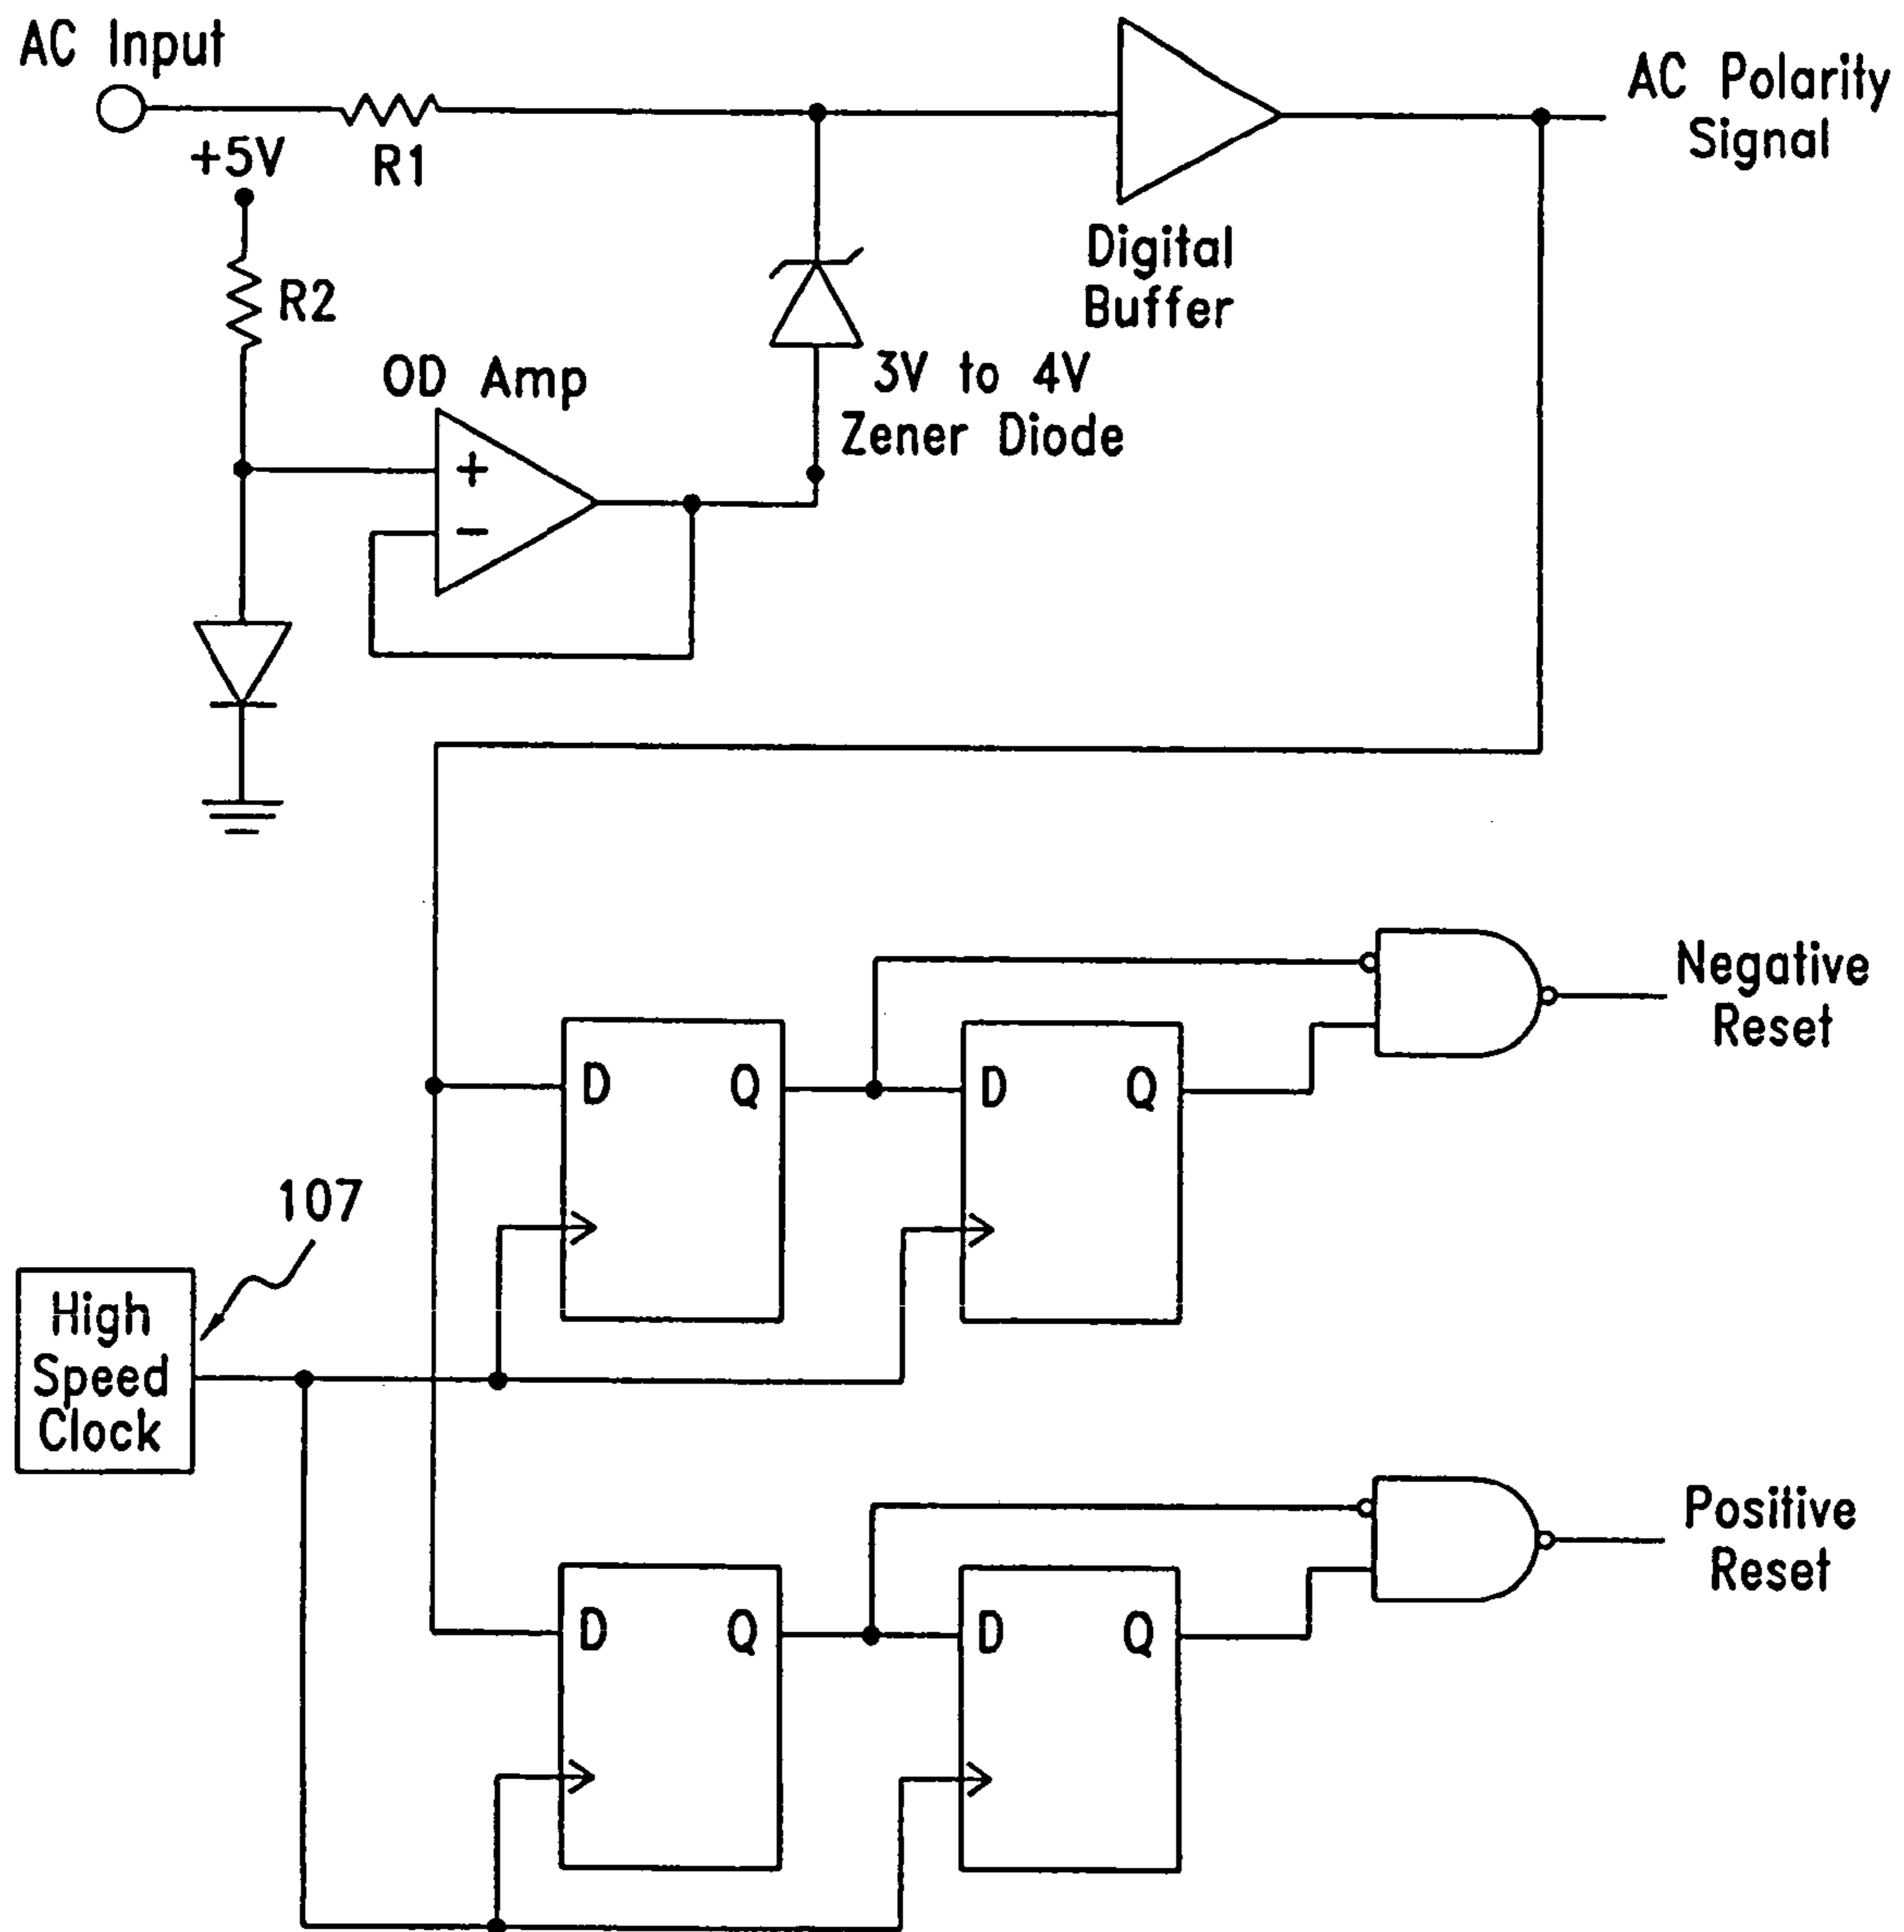 AC Input
AC Polarity
Signal
+5V
R1
R2
Digital
Buffer
OD Amp
3V to 4V
Zener Diode
+
−
Negative
Reset
D
Q
D
Q
107
High
Speed
Clock
Positive
Reset
D
Q
D
Q